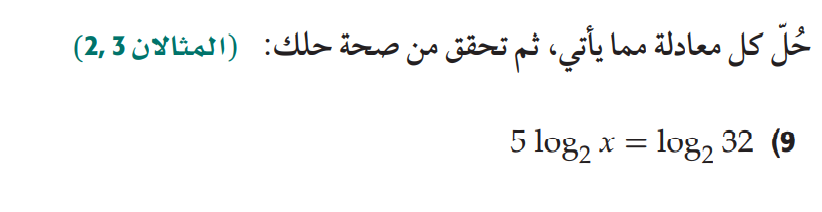 حُلّ كل معادلة مما يأتي، ثم تحقق من صحة حلك: (المثالان 3 ,2)
9) 5 log₂ x = log₂ 32